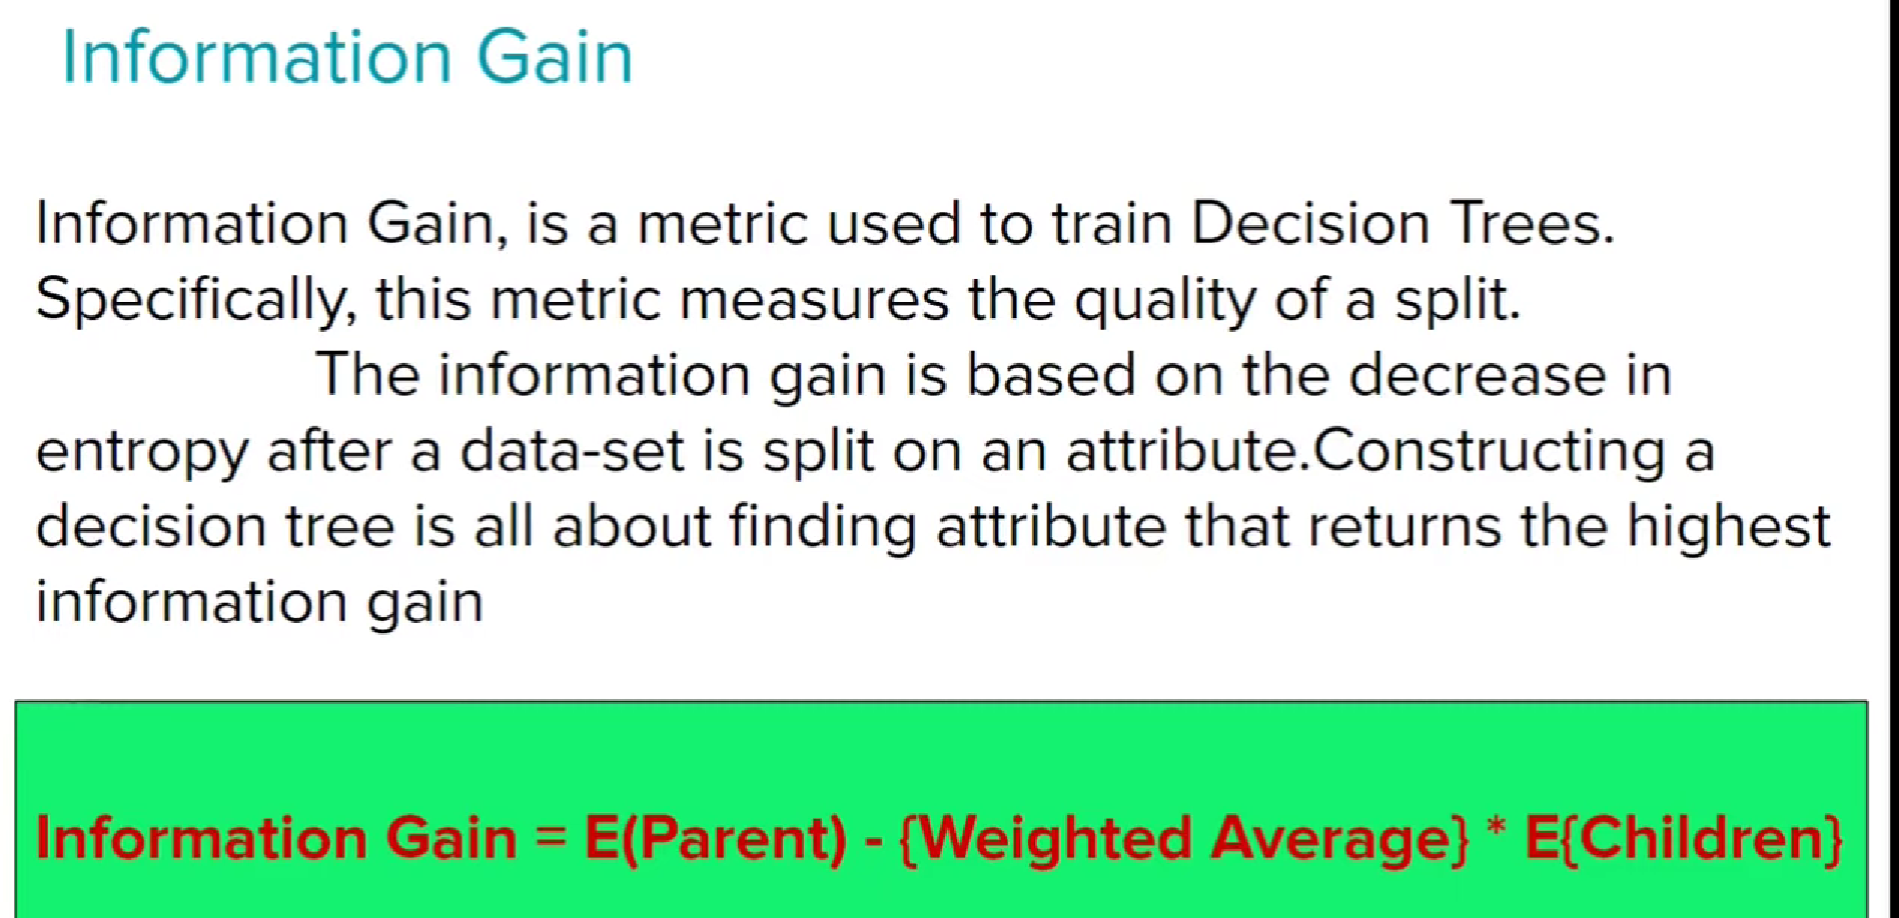 Information Gain
Information Gain, is a metric used to train Decision Trees.
Specifically, this metric measures the quality of a split.
The information gain is based on the decrease in
entropy after a data-set is split on an attribute.Constructing a
decision tree is all about finding attribute that returns the highest
information gain
Information Gain = E(Parent) - {Weighted Average} * E{Children}